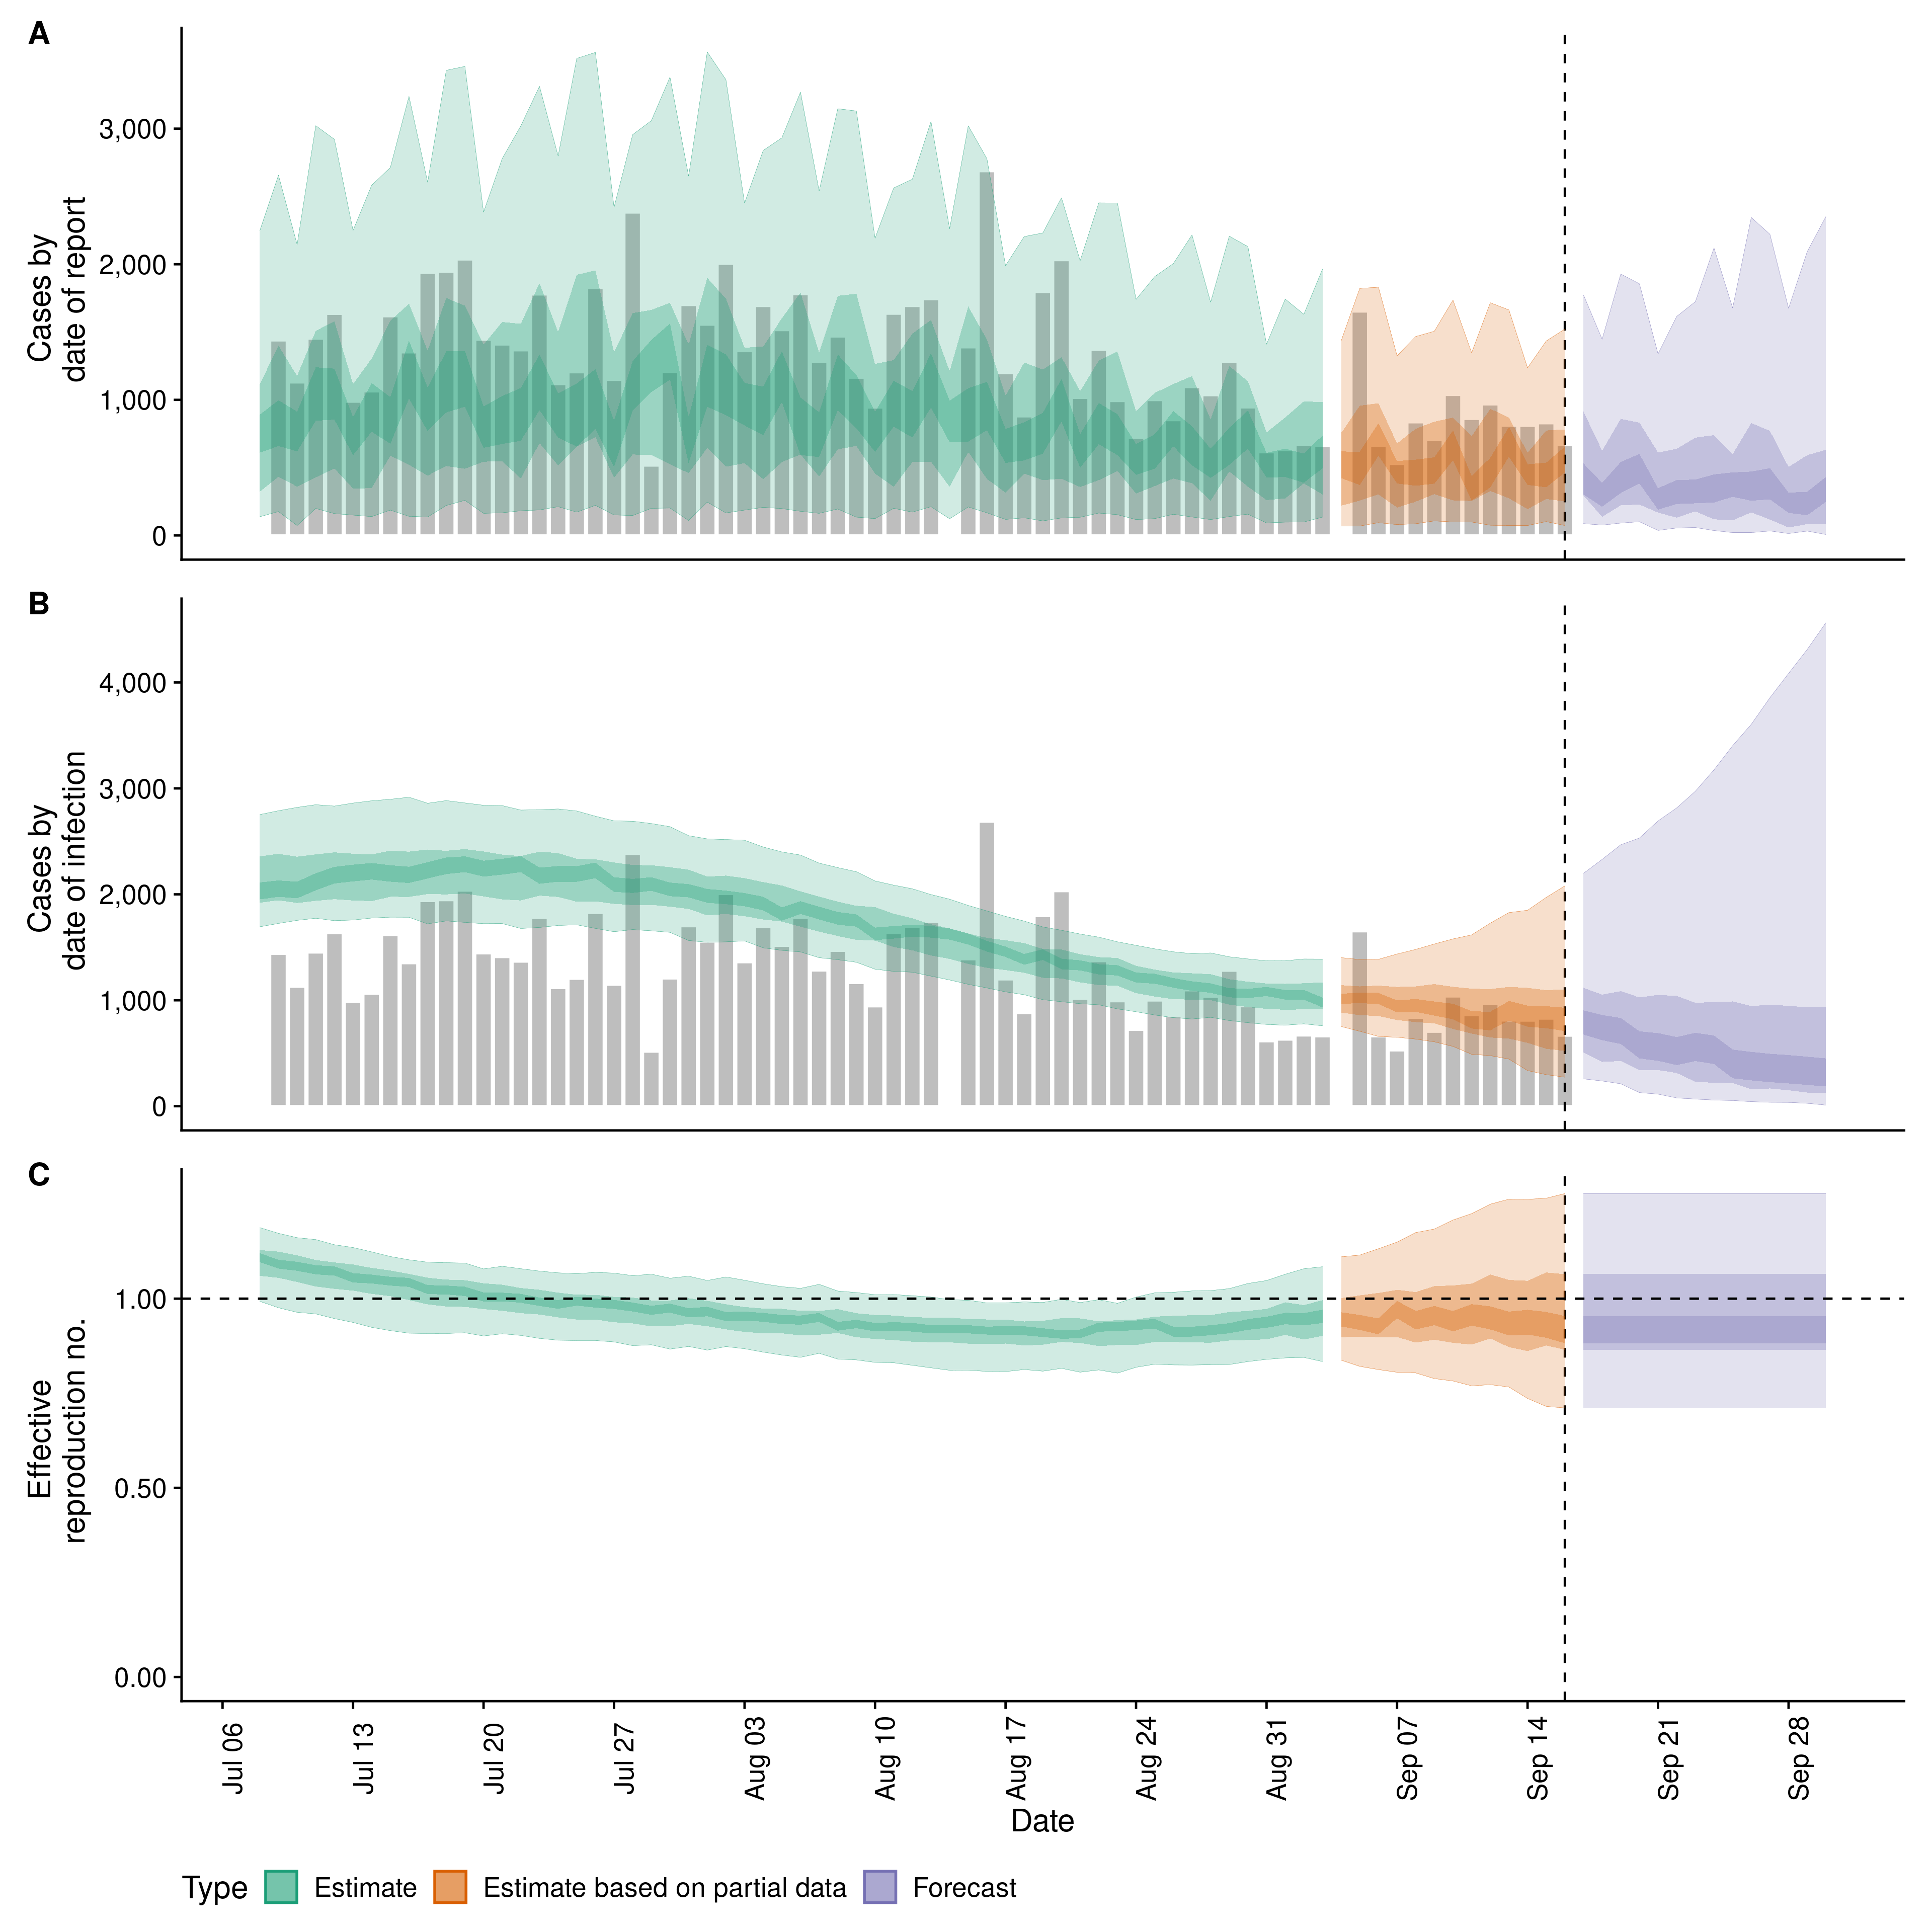 A
Cases by
date of report
3,000
2,000
1,000
0
B
Cases by
date of infection
4,000
3,000
2,000
1,000
0
C
Effective
reproduction no.
1.00
0.50
0.00
Jul 06
Jul 13
Jul 20
Jul 27
Aug 03
Aug 10
Aug 17
Aug 24
Aug 31
Sep 07
Sep 14
Sep 21
Sep 28
Date
Type Estimate Estimate based on partial data Forecast